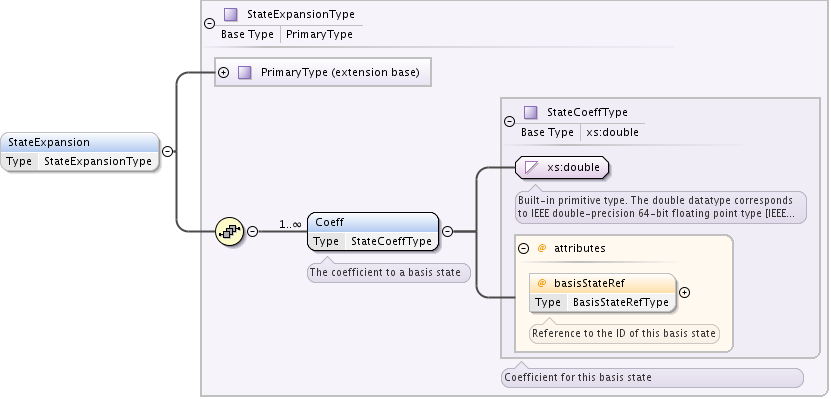 StateExpansionType
Base Type PrimaryType
PrimaryType (extension base)
StateExpansion
Type StateExpansionType
1..∞
Coeff
Type StateCoeffType
The coefficient to a basis state
StateCoeffType
Base Type xs:double
xs:double
Built-in primitive type. The double datatype corresponds
to IEEE double-precision 64-bit floating point type [IEEE...
@ attributes
@ basisStateRef
Type BasisStateRefType
Reference to the ID of this basis state
Coefficient for this basis state